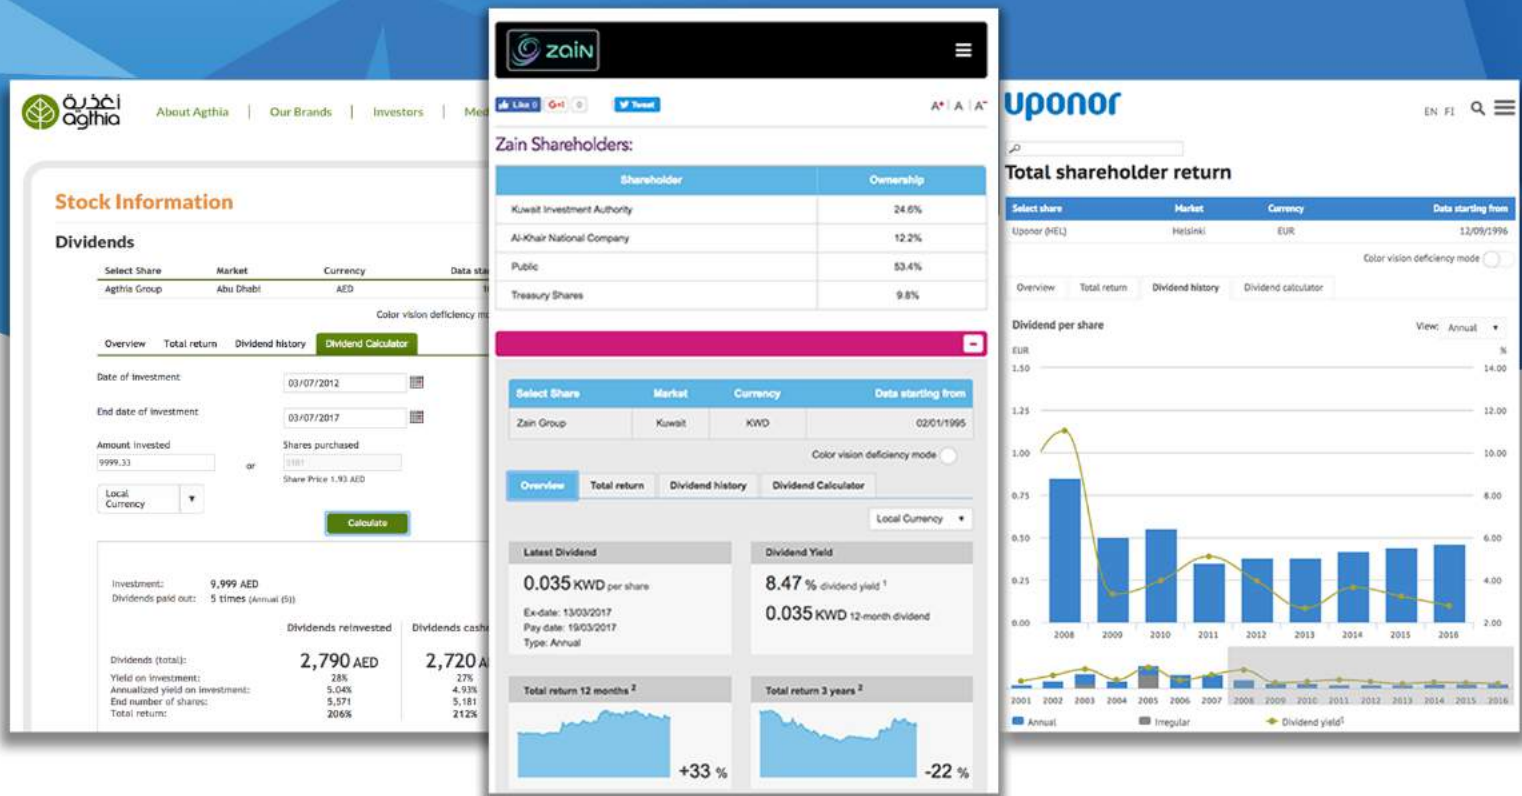 أغذية
agthia
About Agthia | Our Brands | Investors | Med
Stock Information
Dividends
Select Share Market Currency Data sta
Agthia Group Abu Dhabi AED
Color vision deficiency mo
Overview Total return Dividend history Dividend Calculator
Date of investment 03/07/2012
End date of investment 03/07/2017
Amount invested Shares purchased
9999.33 or 5181
Share Price 1.93 AED
Local
Currency
Calculate
Investment: 9,999 AED
Dividends paid out: 5 times (Annual (5))
Dividends reinvested Dividends cashe
Dividends (total): 2,790 AED 2,720 A
Yield on investment: 28% 27%
Annualized yield on investment: 5.04% 4.93%
End number of shares: 5,571 5,181
Total return: 206% 212%
zain
Like 0 G+1 0 Tweet A+ | A | A-
Zain Shareholders:
Shareholder Ownership
Kuwait Investment Authority 24.6%
Al-Khair National Company 12.2%
Public 53.4%
Treasury Shares 9.8%
Select Share Market Currency Data starting from
Zain Group Kuwait KWD 02/01/1995
Color vision deficiency mode
Overview Total return Dividend history Dividend Calculator
Local Currency
Latest Dividend
0.035 KWD per share
Ex-date: 13/03/2017
Pay date: 19/03/2017
Type: Annual
Dividend Yield
8.47 % dividend yield 1
0.035 KWD 12-month dividend
Total return 12 months 2
+33 %
Total return 3 years 2
-22 %
uponor
EN FI
Total shareholder return
Select share Market Currency Data starting from
Uponor (HEL) Helsinki EUR 12/09/1996
Color vision deficiency mode
Overview Total return Dividend history Dividend calculator
Dividend per share View: Annual
EUR %
1.50 14.00
1.25 12.00
1.00 10.00
0.75 8.00
0.50 6.00
0.25 4.00
0.00 2.00
2008 2009 2010 2011 2012 2013 2014 2015 2016
2001 2002 2003 2004 2005 2006 2007 2008 2009 2010 2011 2012 2013 2014 2015 2016
Annual Irregular Dividend yield§